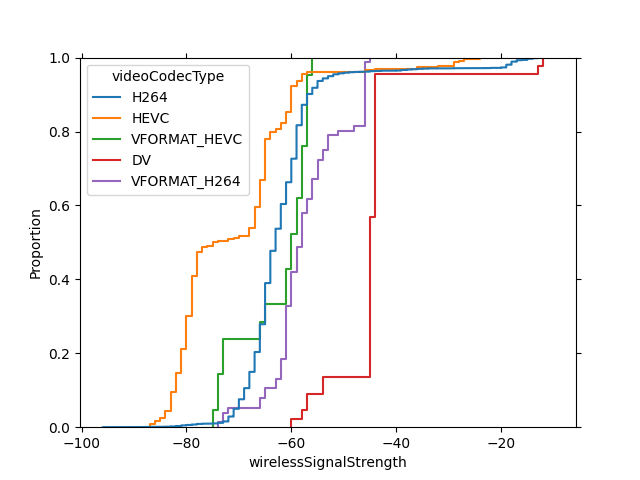 1.0
0.8
0.6
0.4
0.2
0.0
Proportion
videoCodecType
H264
HEVC
VFORMAT_HEVC
DV
VFORMAT_H264
−100 −80 −60 −40 −20
wirelessSignalStrength